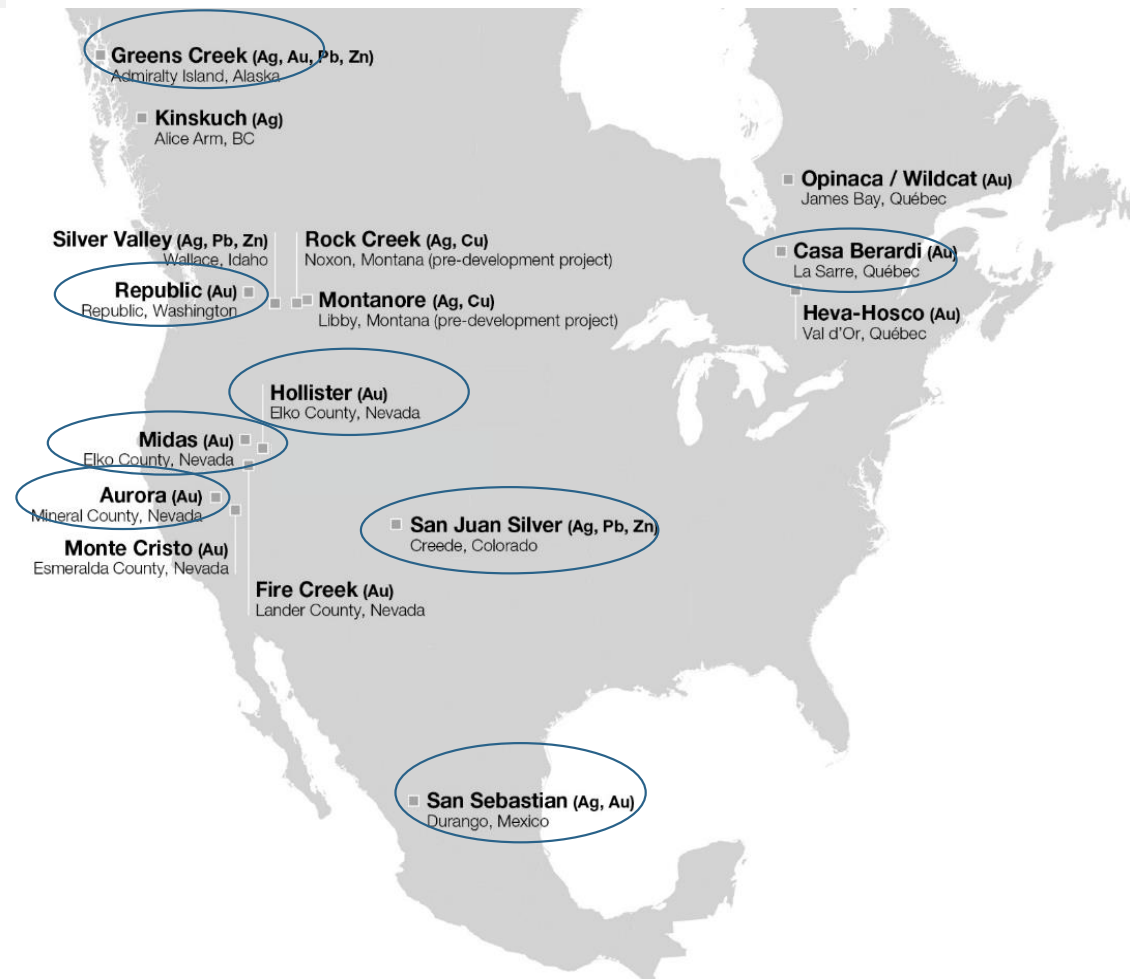 Greens Creek (Ag, Au, Pb, Zn)
Admiralty Island, Alaska
Kinskuch (Ag)
Alice Arm, BC
Opinaca / Wildcat (Au)
James Bay, Québec
Silver Valley (Ag, Pb, Zn)
Wallace, Idaho
Rock Creek (Ag, Cu)
Noxon, Montana (pre-development project)
Casa Berardi (Au)
La Sarre, Québec
Republic (Au)
Republic, Washington
Montanore (Ag, Cu)
Libby, Montana (pre-development project)
Heva-Hosco (Au)
Val d'Or, Québec
Hollister (Au)
Elko County, Nevada
Midas (Au)
Elko County, Nevada
Aurora (Au)
Mineral County, Nevada
San Juan Silver (Ag, Pb, Zn)
Creede, Colorado
Monte Cristo (Au)
Esmeralda County, Nevada
Fire Creek (Au)
Lander County, Nevada
San Sebastian (Ag, Au)
Durango, Mexico